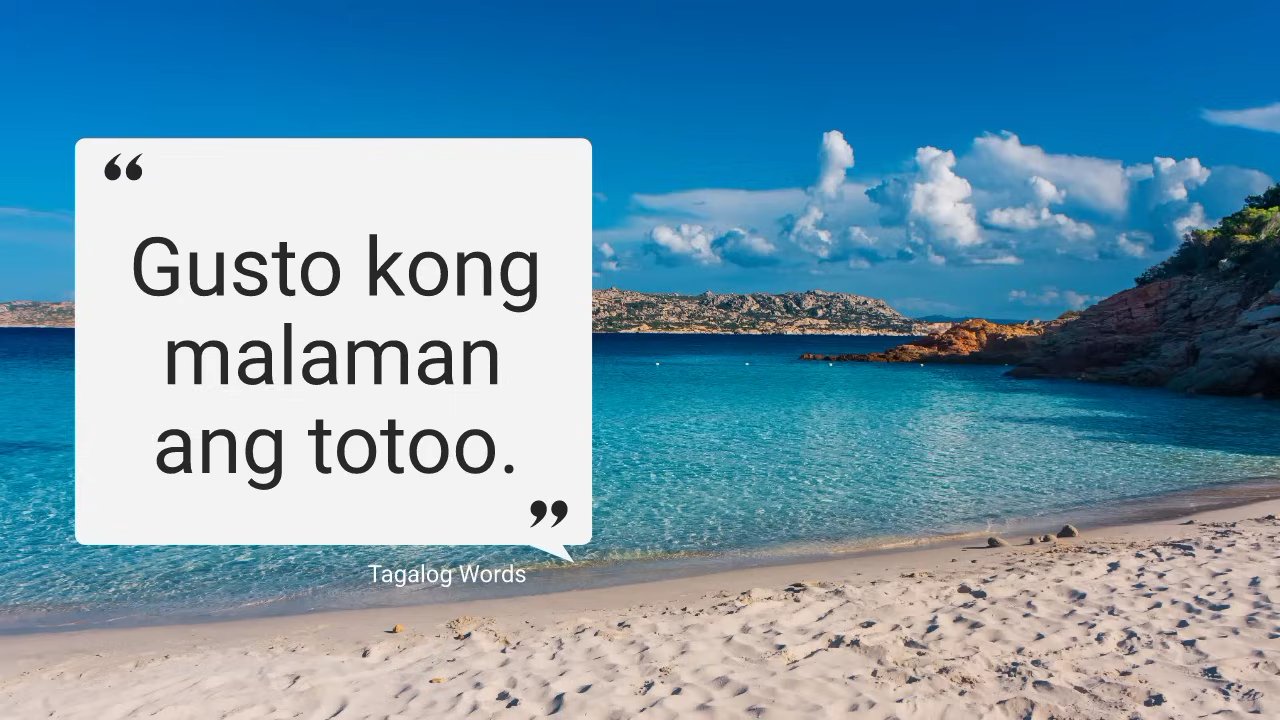 “
Gusto kong
malaman
ang totoo.
”
Tagalog Words